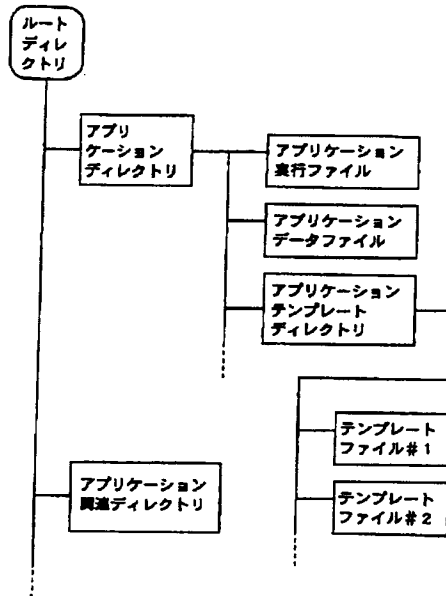 ルート
ディレ
クトリ
アプリ
ケーション
ディレクトリ
アプリケーション
実行ファイル
アプリケーション
データファイル
アプリケーション
テンプレート
ディレクトリ
テンプレート
ファイル#1
テンプレート
ファイル#2
アプリケーション
関連ディレクトリ